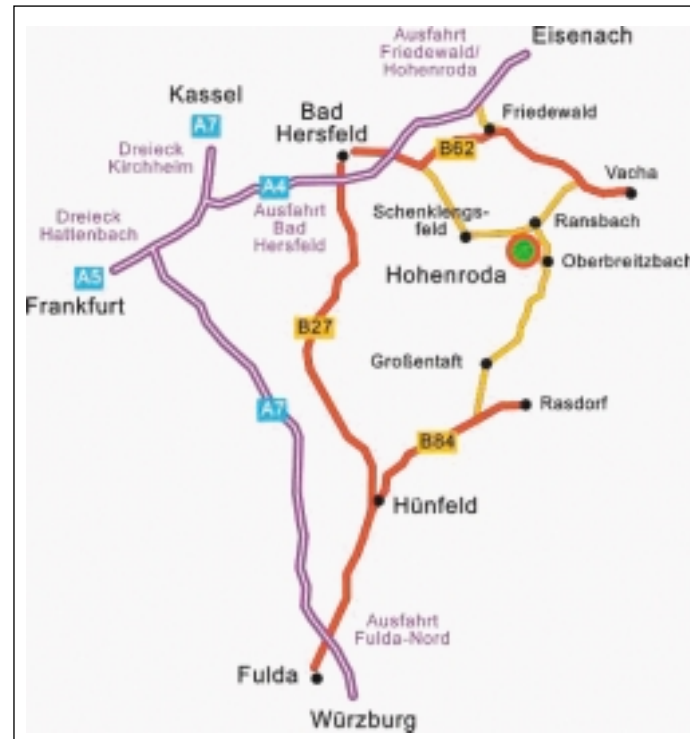 Ausfahrt
Friedewald/
Hohenroda
Eisenach
Kassel
A7
Bad
Hersfeld
Friedewald
Dreieck
Kirchheim
B62
Vacha
A4
Dreieck
Hattenbach
Ausfahrt
Bad
Hersfeld
Schenklengs-
feld
Ransbach
A5
Hohenroda
Oberbreitzbach
Frankfurt
B27
Großentaft
A7
Rasdorf
B84
Hünfeld
Ausfahrt
Fulda-Nord
Fulda
Würzburg